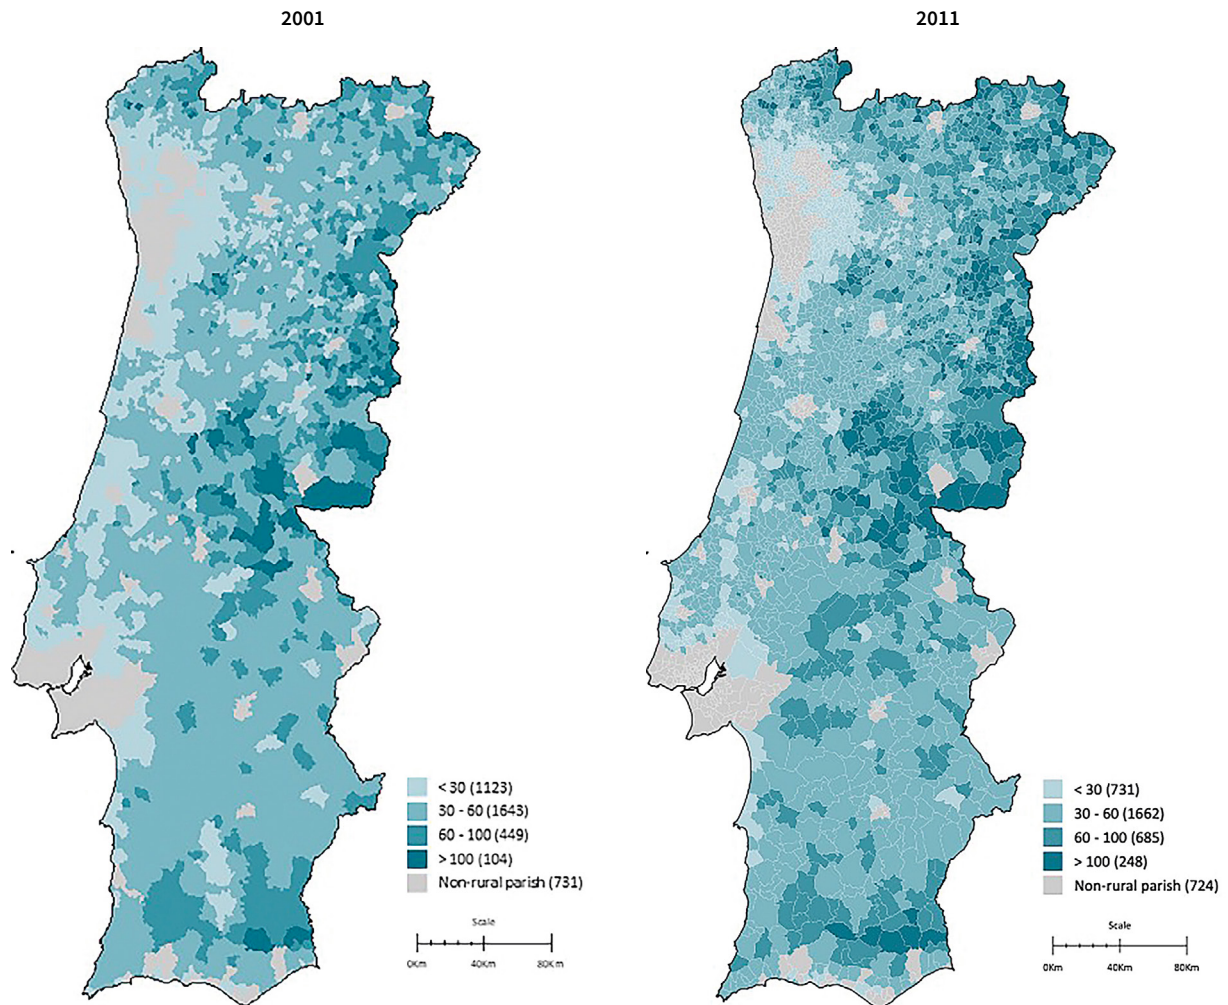 2001
2011
< 30 (1123)
30 - 60 (1643)
60 - 100 (449)
> 100 (104)
Non-rural parish (731)
Scale
0Km 40Km 80Km
< 30 (731)
30 - 60 (1662)
60 - 100 (685)
> 100 (248)
Non-rural parish (724)
Scale
0Km 40Km 80Km